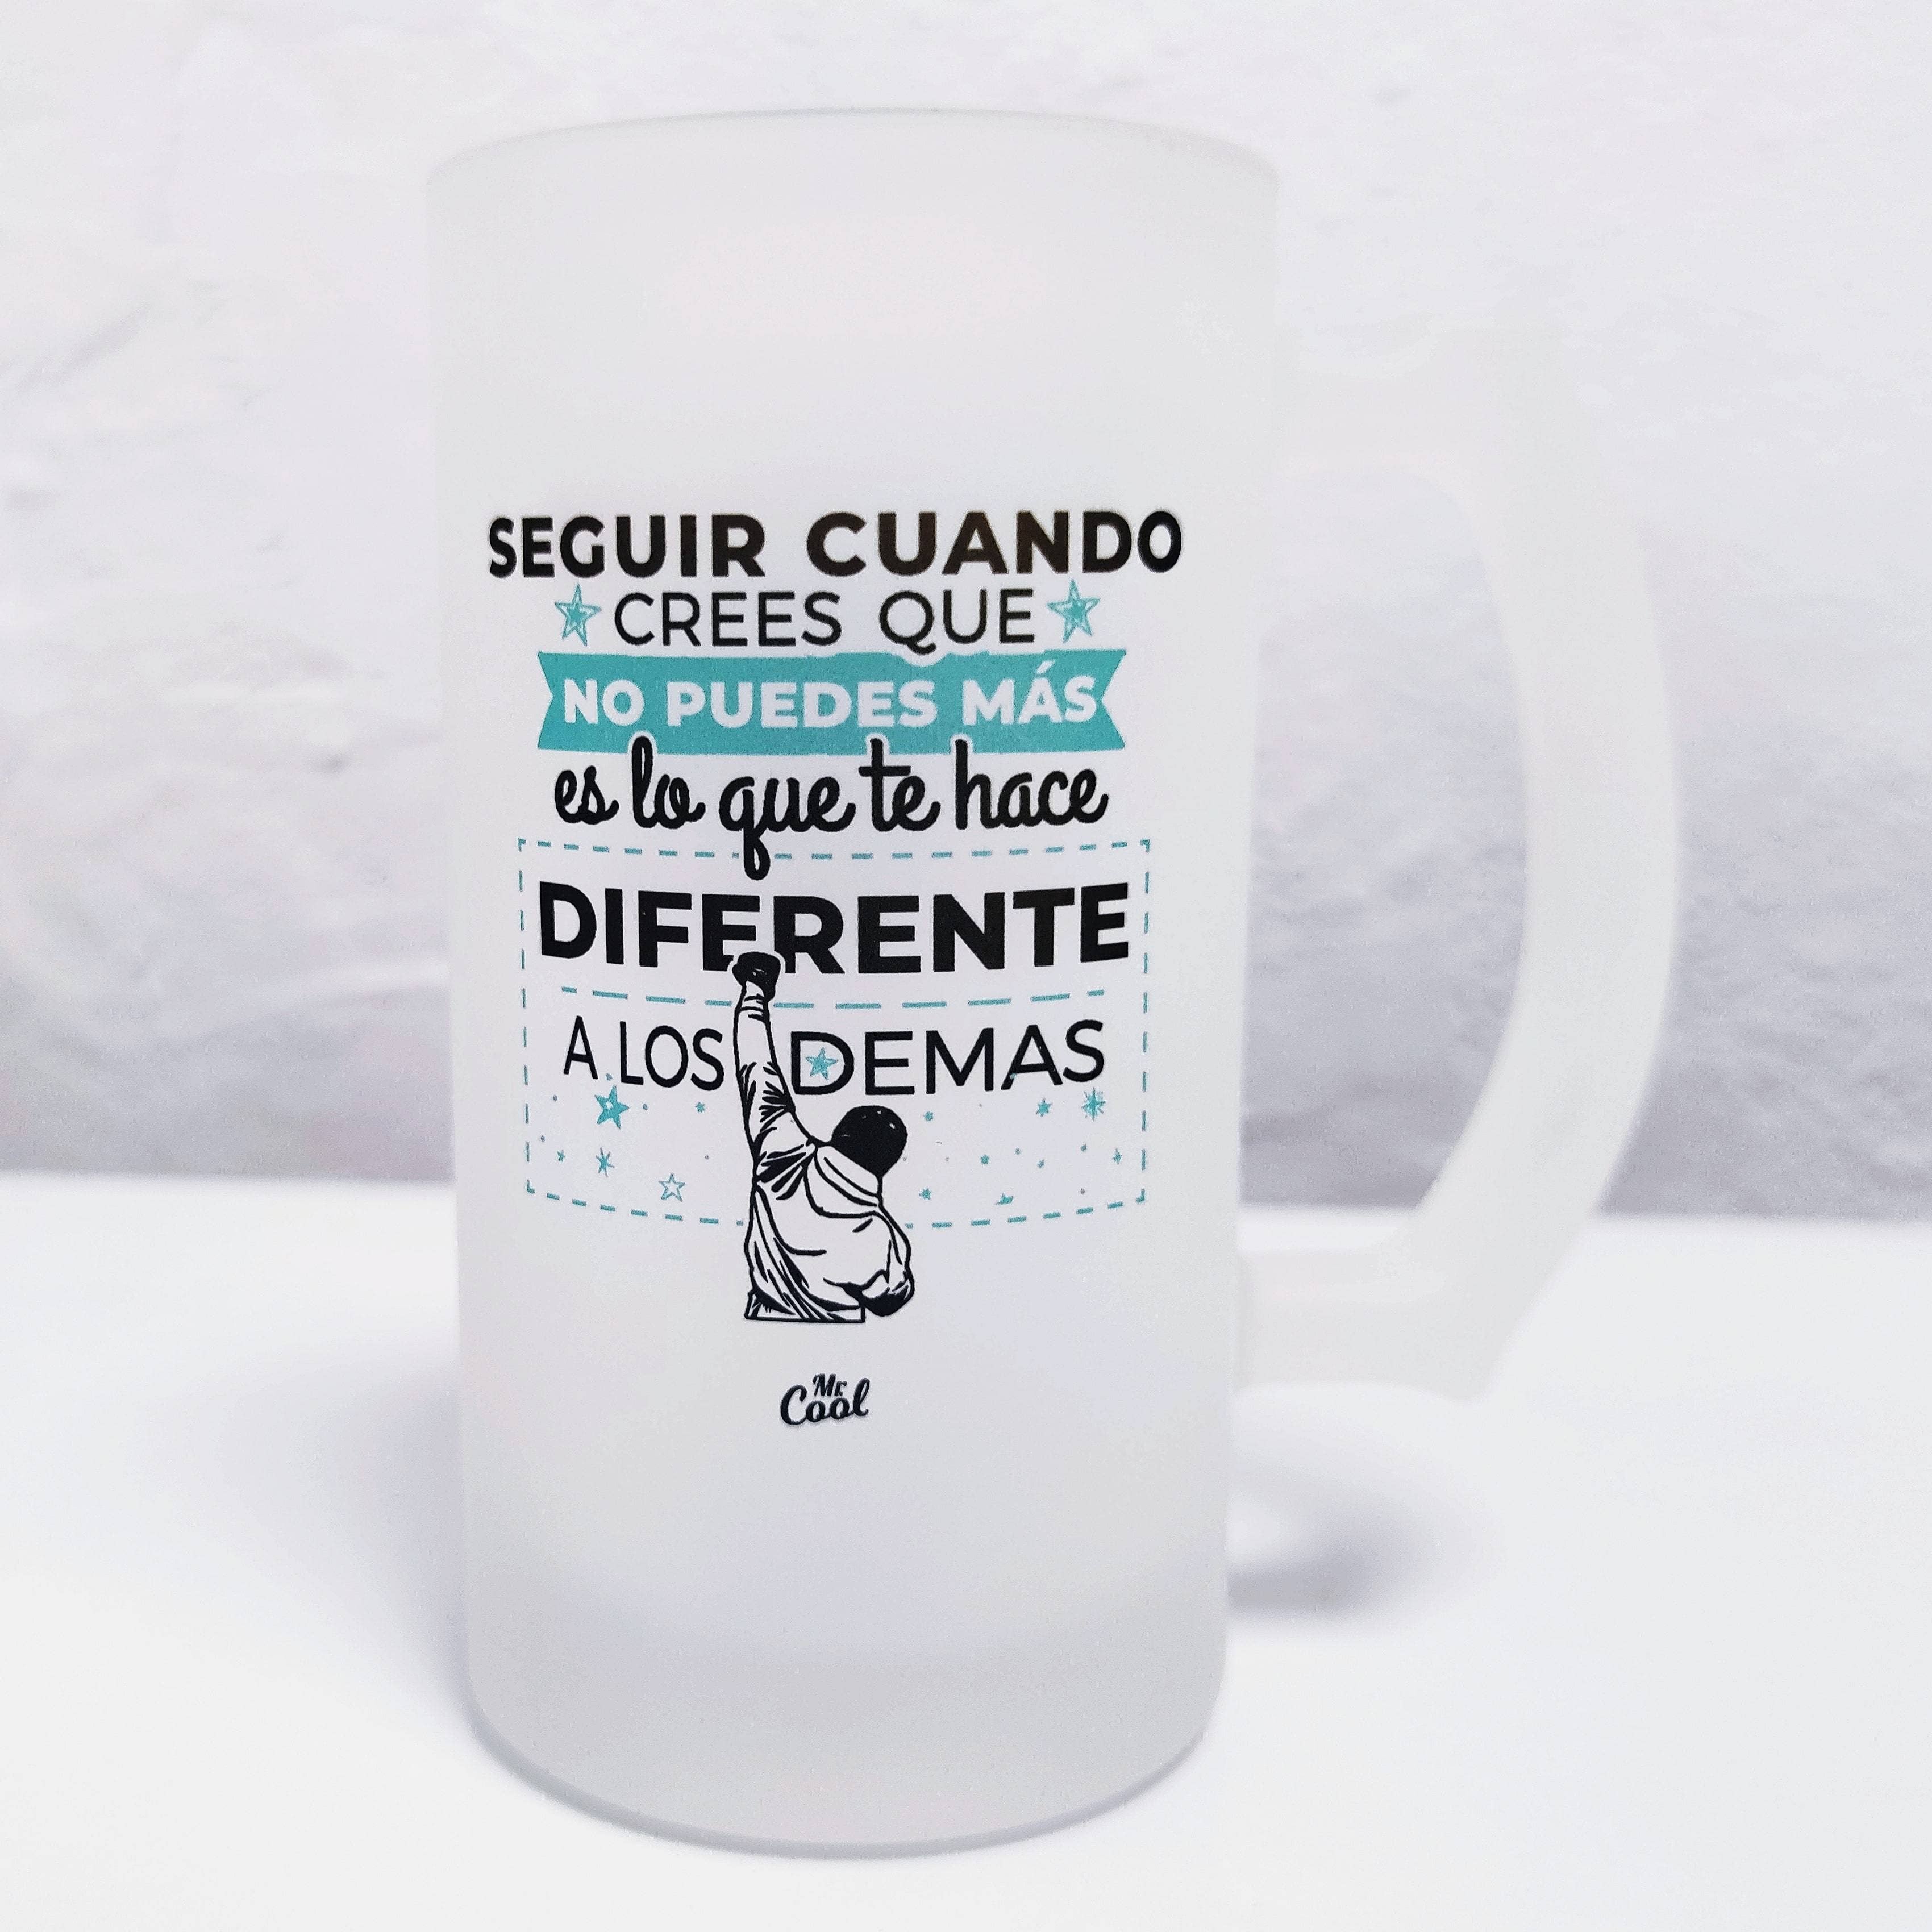 SEGUIR CUANDO
CREES QUE
NO PUEDES MÁS
es lo que te hace
DIFERENTE
A LOS DEMAS
Mr.
Cool